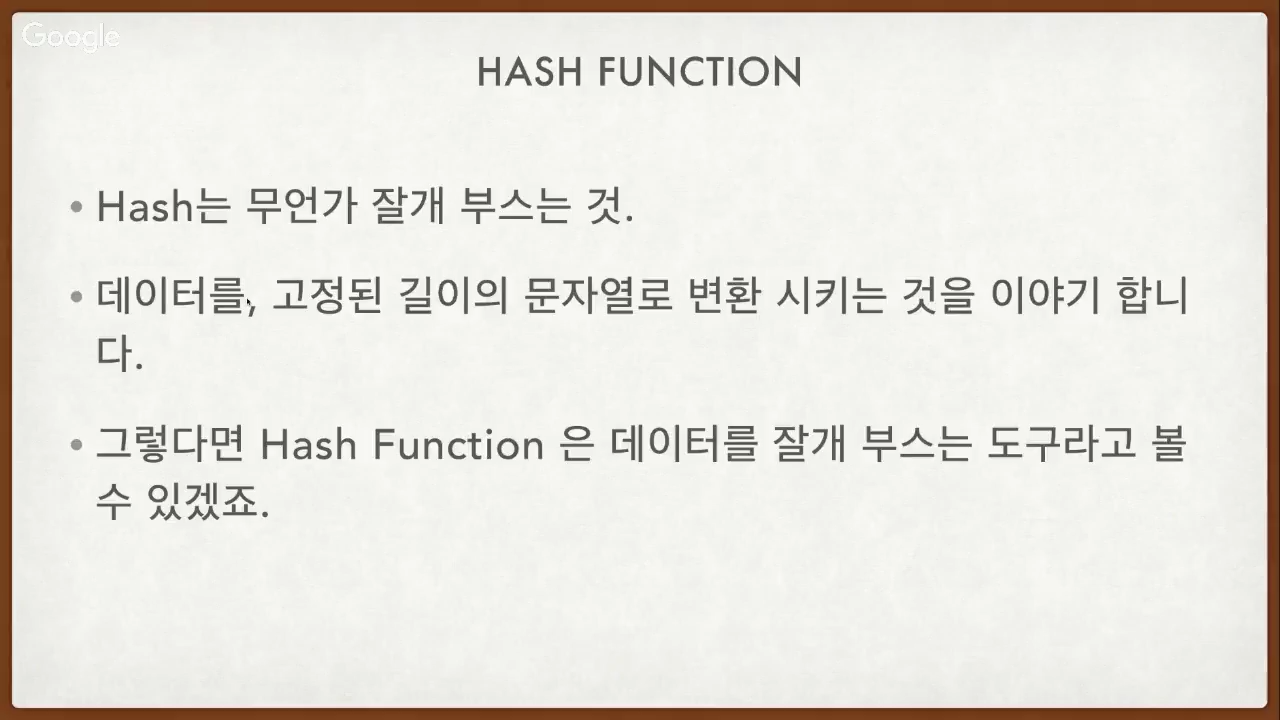 Google
HASH FUNCTION
• Hash는 무언가 잘개 부스는 것.
• 데이터를, 고정된 길이의 문자열로 변환 시키는 것을 이야기 합니
다.
• 그렇다면 Hash Function 은 데이터를 잘개 부스는 도구라고 볼
수 있겠죠.